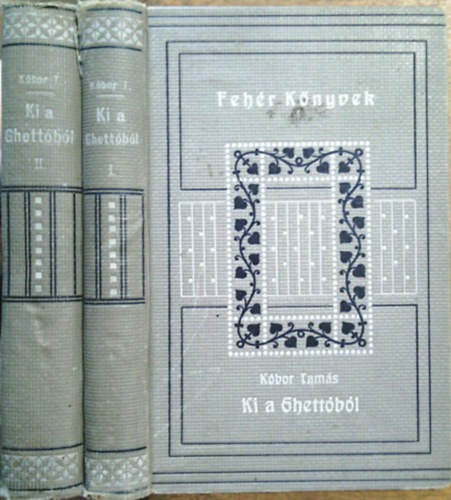 Kóbor T.
Ki a
Ghettóból
II.
Kóbor T.
Ki a
Ghettóból
I.
Fehér Könyvek
Kóbor Tamás
Ki a Ghettóból